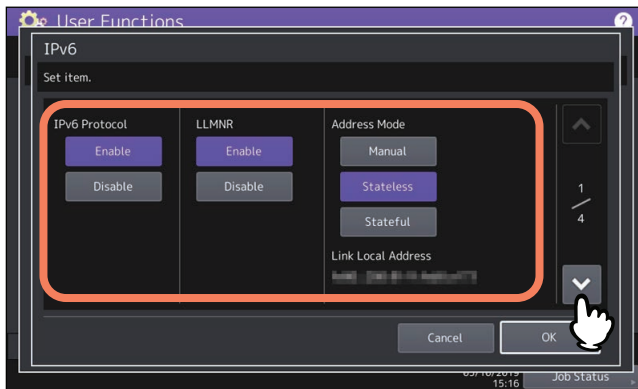 User Functions
?
IPv6
Set item.
IPv6 Protocol
Enable
Disable
LLMNR
Enable
Disable
Address Mode
Manual
Stateless
Stateful
Link Local Address
1
4
Cancel
OK
15:16
Job Status